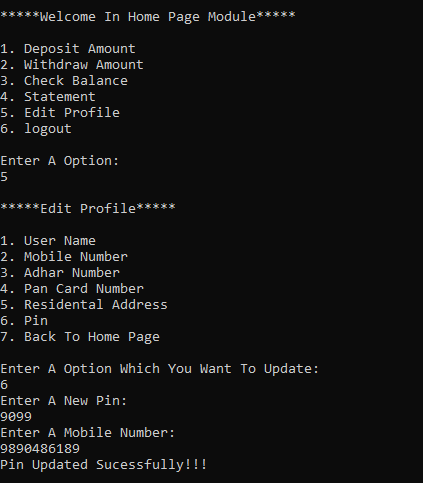 *****Welcome In Home Page Module*****
1. Deposit Amount
2. Withdraw Amount
3. Check Balance
4. Statement
5. Edit Profile
6. logout
Enter A Option:
5
*****Edit Profile*****
1. User Name
2. Mobile Number
3. Adhar Number
4. Pan Card Number
5. Residental Address
6. Pin
7. Back To Home Page
Enter A Option Which You Want To Update:
6
Enter A New Pin:
9099
Enter A Mobile Number:
9890486189
Pin Updated Sucessfully!!!